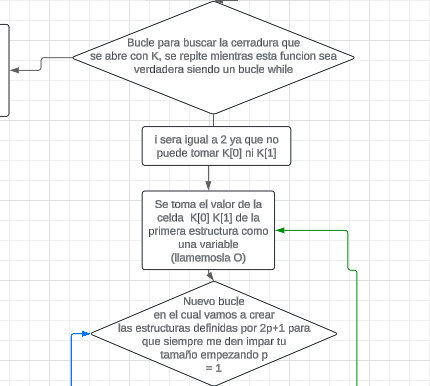 Bucle para buscar la cerradura que
se abre con K, se repite mientras esta funcion sea
verdadera siendo un bucle while
i sera igual a 2 ya que no
puede tomar K[0] ni K[1]
Se toma el valor de la
celda K[0] K[1] de la
primera estructura como
una variable
(llamemosla O)
Nuevo bucle
en el cual vamos a crear
las estructuras definidas por 2p+1 para
que siempre me den impar tu
tamaño empezando p
= 1